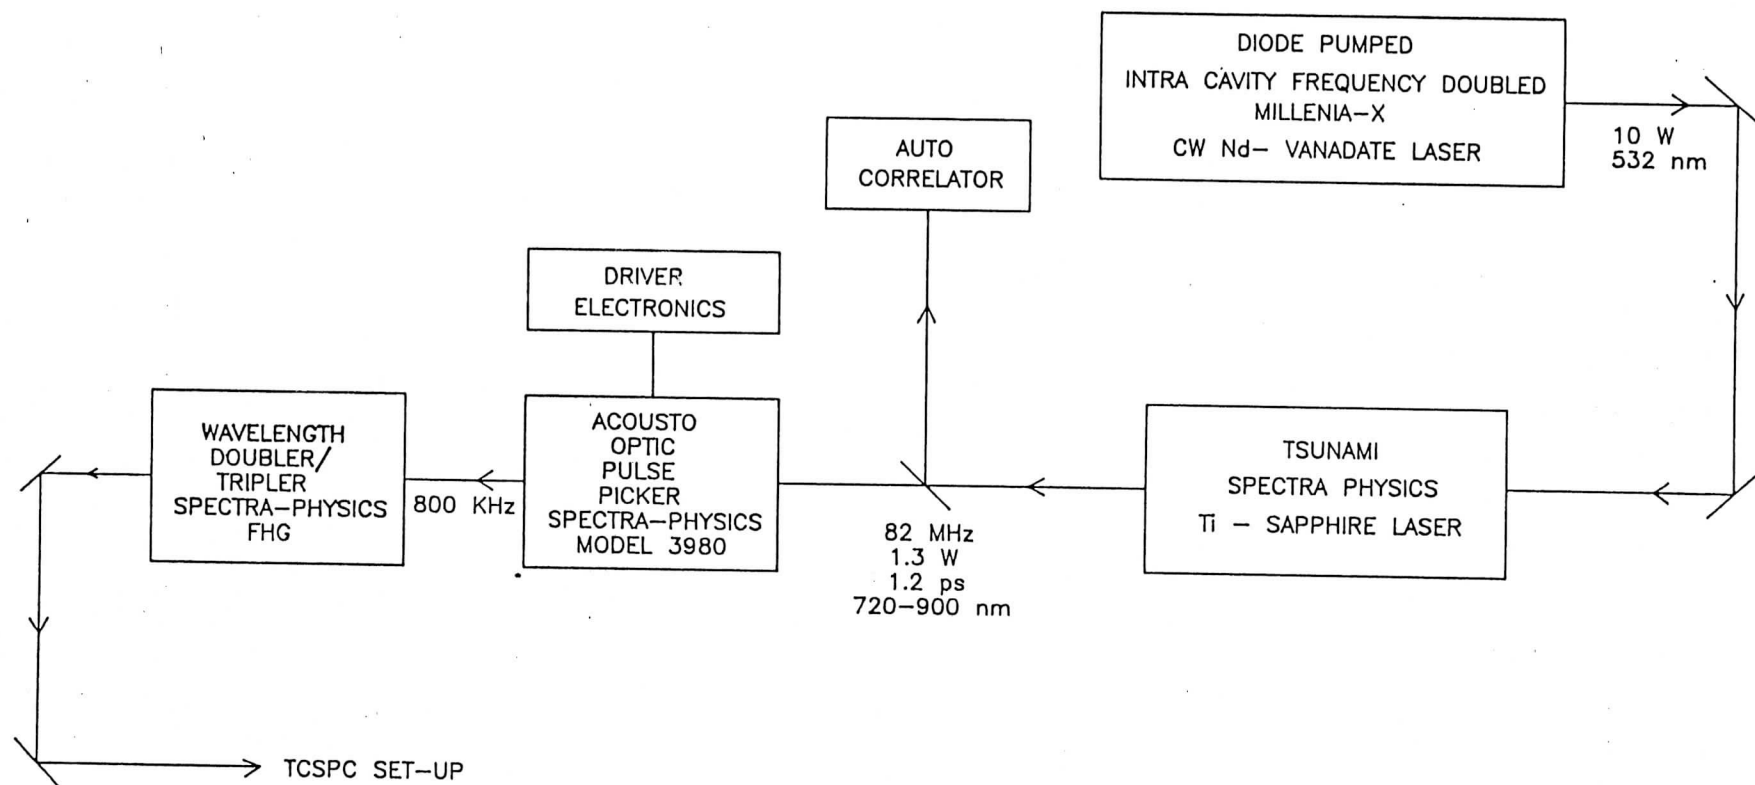 DIODE PUMPED
INTRA CAVITY FREQUENCY DOUBLED
MILLENIA-X
CW Nd- VANADATE LASER
10 W
532 nm
AUTO
CORRELATOR
DRIVER
ELECTRONICS
WAVELENGTH
DOUBLER/
TRIPLER
SPECTRA-PHYSICS
FHG
800 KHz
ACOUSTO
OPTIC
PULSE
PICKER
SPECTRA-PHYSICS
MODEL 3980
82 MHz
1.3 W
1.2 ps
720-900 nm
TSUNAMI
SPECTRA PHYSICS
Ti - SAPPHIRE LASER
TCSPC SET-UP